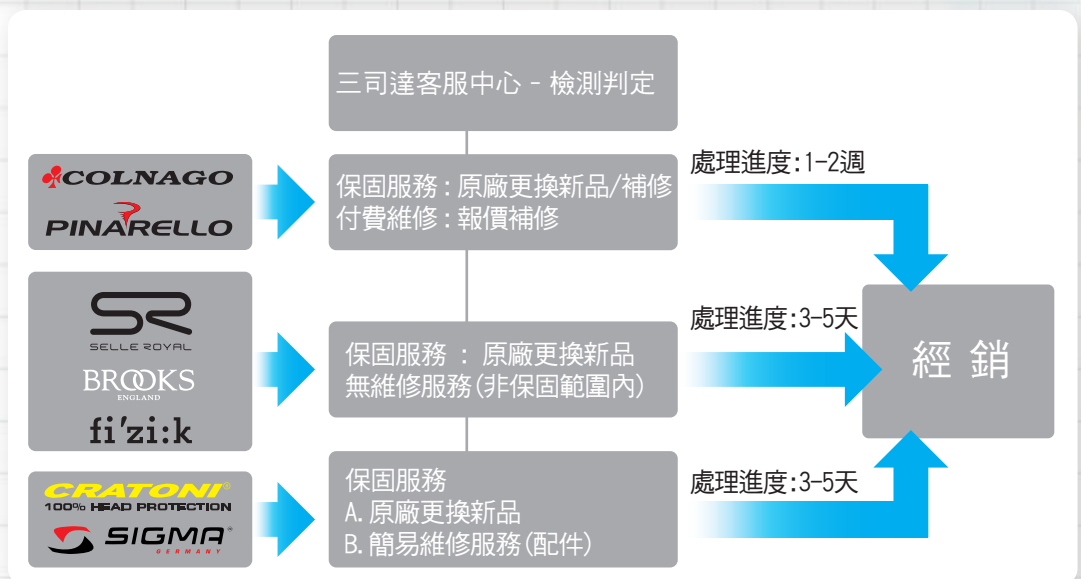 三司達客服中心 - 檢測判定
COLNAGO
PINARELLO
保固服務:原廠更換新品/補修
付費維修:報價補修
處理進度:1-2週
SR
SELLE ROYAL
BROOKS
ENGLAND
fi'zi:k
保固服務 : 原廠更換新品
無維修服務(非保固範圍內)
處理進度:3-5天
經 銷
CRATONI®
100% HEAD PROTECTION
SIGMA®
GERMANY
保固服務
A.原廠更換新品
B.簡易維修服務(配件)
處理進度:3-5天